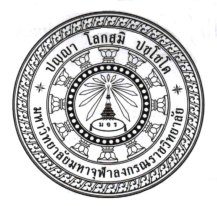 ปญฺญา โลกสฺมิ ปชฺโชโต
มจร
มหาวิทยาลัยมหาจุฬาลงกรณราชวิทยาลัย